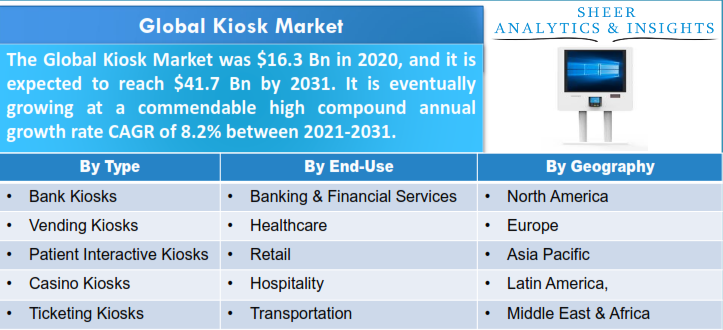 Global Kiosk Market
SHEER
ANALYTICS & INSIGHTS
The Global Kiosk Market was $16.3 Bn in 2020, and it is
expected to reach $41.7 Bn by 2031. It is eventually
growing at a commendable high compound annual
growth rate CAGR of 8.2% between 2021-2031.
By Type
By End-Use
By Geography
• Bank Kiosks
• Banking & Financial Services
• North America
• Vending Kiosks
• Healthcare
• Europe
• Patient Interactive Kiosks
• Retail
• Asia Pacific
• Casino Kiosks
• Hospitality
• Latin America,
• Ticketing Kiosks
• Transportation
• Middle East & Africa